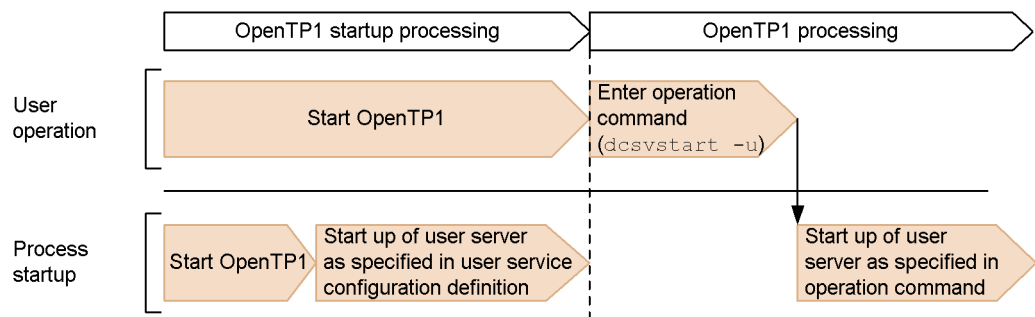 OpenTP1 startup processing
OpenTP1 processing
User
operation
Start OpenTP1
Enter operation
command
(dcsvstart -u)
Process
startup
Start OpenTP1
Start up of user server
as specified in user service
configuration definition
Start up of user
server as specified in
operation command